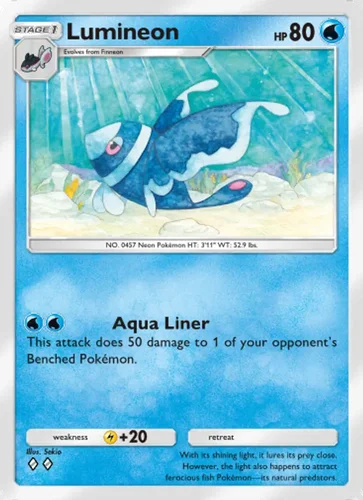 STAGE 1
Lumineon
HP 80
Evolves from Finneon
NO. 0457 Neon Pokémon HT: 3'11" WT: 52.9 lbs.
Aqua Liner
This attack does 50 damage to 1 of your opponent's
Benched Pokémon.
weakness +20
retreat
Illus. Sekio
With its shining light, it lures its prey close.
However, the light also happens to attract
ferocious fish Pokémon—its natural predators.